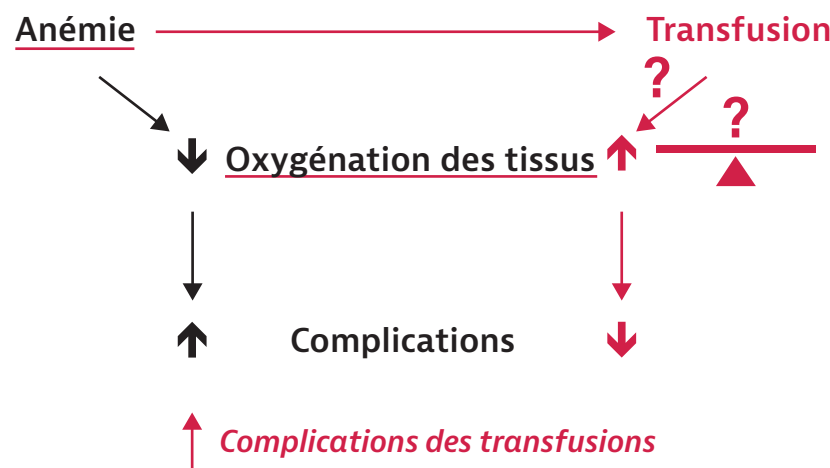 Anémie Transfusion
?
?
Oxygénation des tissus
Complications
Complications des transfusions